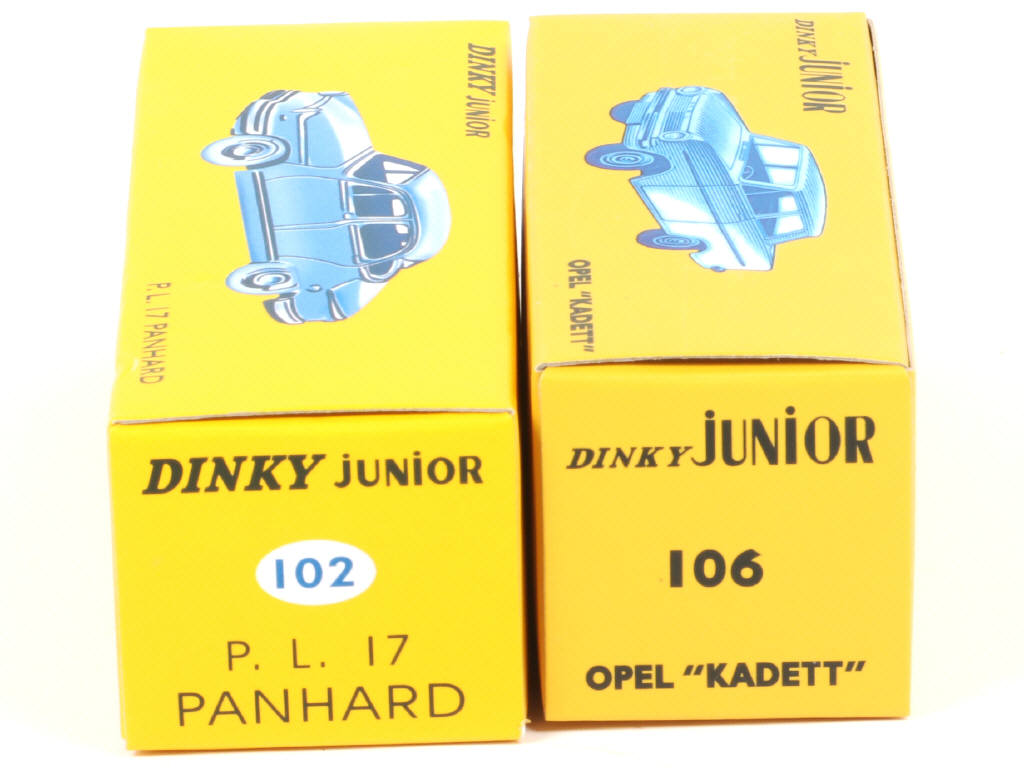 DINKY JUNiOR
P.L.17 PANHARD
DINKY JUNiOR
102
P. L. 17
PANHARD
DINKY JUNiOR
OPEL "KADETT"
DINKY JUNiOR
106
OPEL "KADETT"